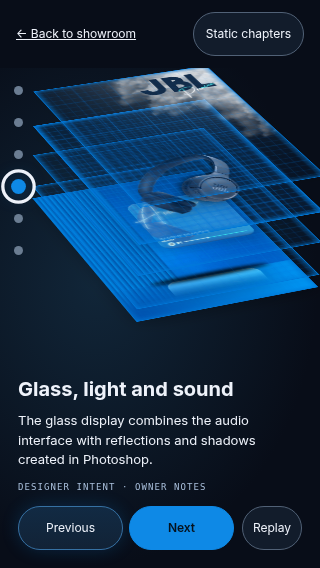 ← Back to showroom
Static chapters
JBL
Glass, light and sound
The glass display combines the audio
interface with reflections and shadows
created in Photoshop.
DESIGNER INTENT · OWNER NOTES
Previous
Next
Replay